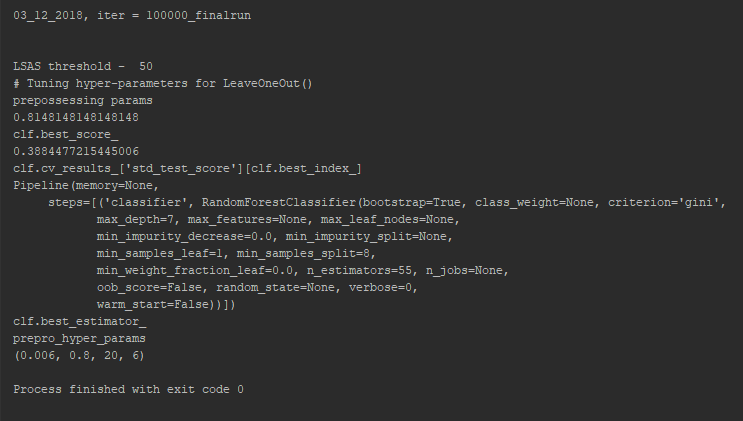 03_12_2018, iter = 100000_finalrun
LSAS threshold -  50
# Tuning hyper-parameters for LeaveOneOut()
prepossessing params
0.8148148148148148
clf.best_score_
0.3884477215445006
clf.cv_results_['std_test_score'][clf.best_index_]
Pipeline(memory=None,
     steps=[('classifier', RandomForestClassifier(bootstrap=True, class_weight=None, criterion='gini',
            max_depth=7, max_features=None, max_leaf_nodes=None,
            min_impurity_decrease=0.0, min_impurity_split=None,
            min_samples_leaf=1, min_samples_split=8,
            min_weight_fraction_leaf=0.0, n_estimators=55, n_jobs=None,
            oob_score=False, random_state=None, verbose=0,
            warm_start=False))])
clf.best_estimator_
prepro_hyper_params
(0.006, 0.8, 20, 6)
Process finished with exit code 0